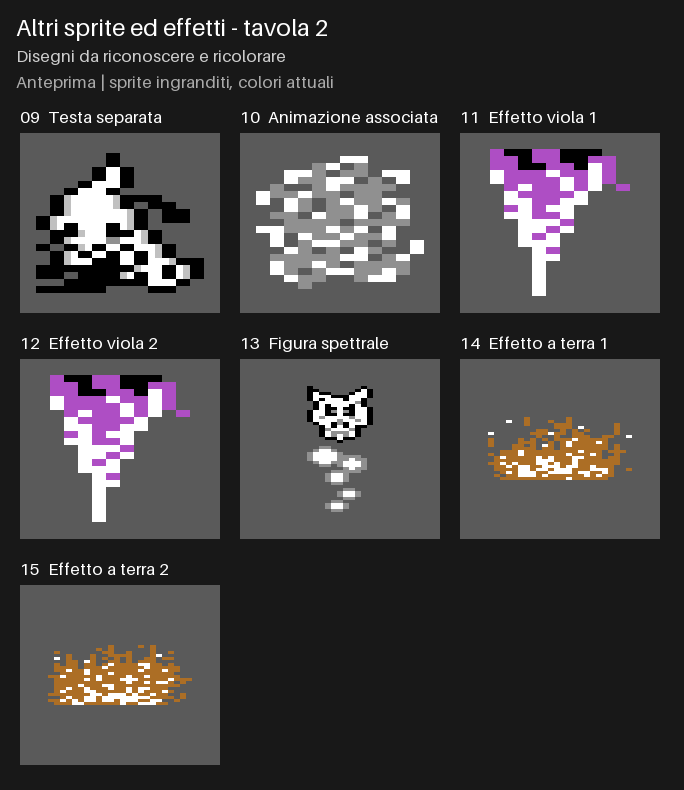 Altri sprite ed effetti - tavola 2
Disegni da riconoscere e ricolorare
Anteprima | sprite ingranditi, colori attuali
09 Testa separata
10 Animazione associata
11 Effetto viola 1
12 Effetto viola 2
13 Figura spettrale
14 Effetto a terra 1
15 Effetto a terra 2